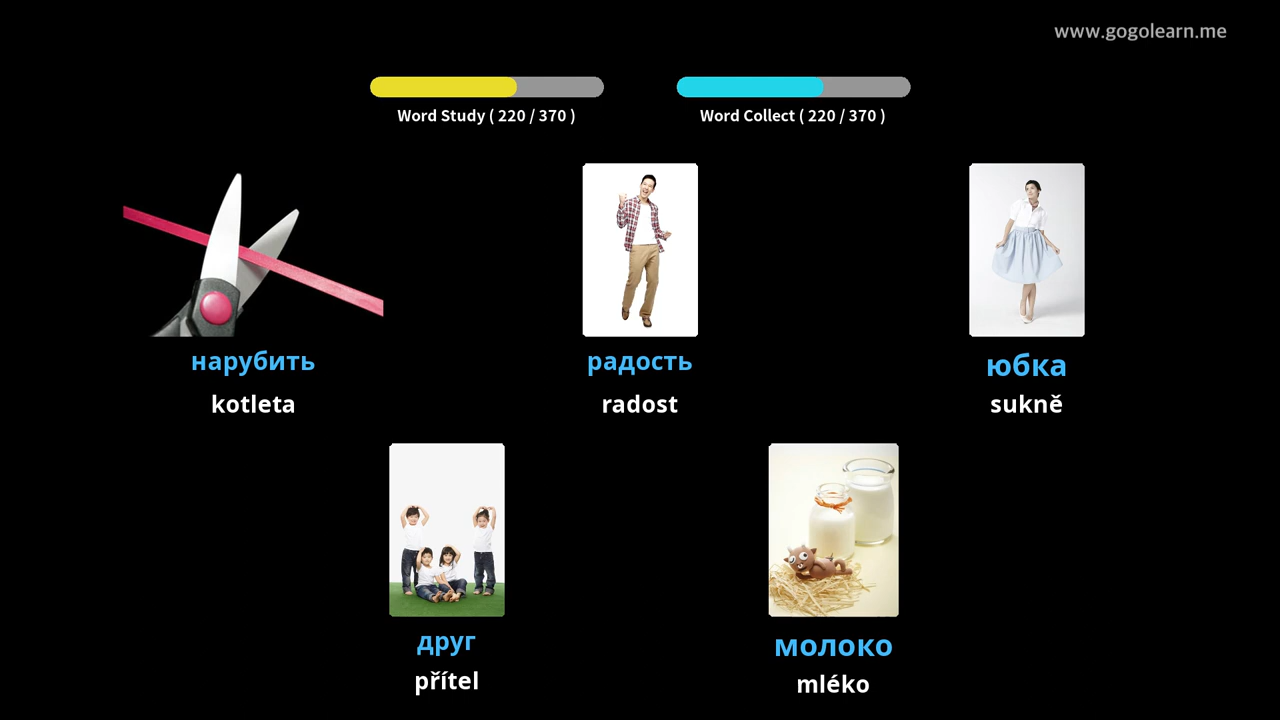 www.gogolearn.me
Word Study ( 220 / 370 )
Word Collect ( 220 / 370 )
нарубить
kotleta
радость
radost
юбка
sukně
друг
přítel
молоко
mléko